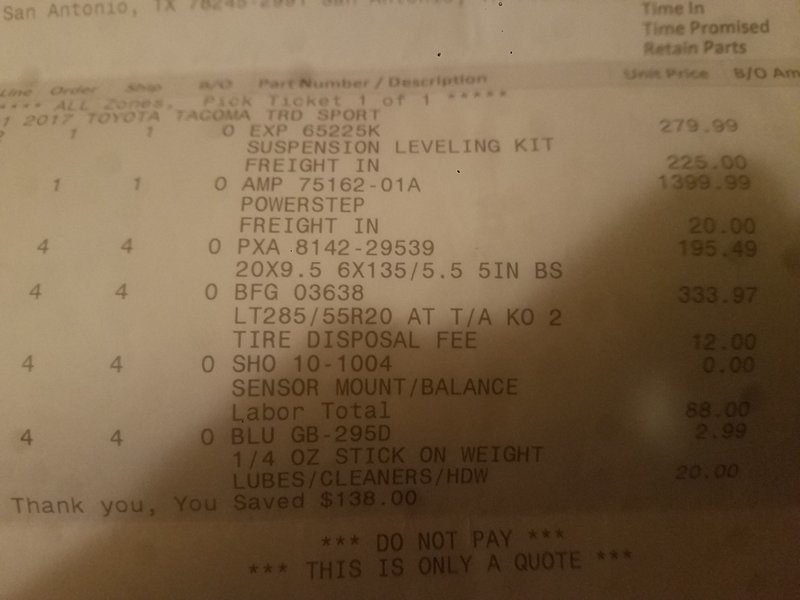 San Antonio, TX 78245-2991 San Antonio,
Time In
Time Promised
Retain Parts
Line Order Ship B/O Part Number / Description Unit Price B/O Am
**** ALL Zones, Pick Ticket 1 of 1 *****
1 2017 TOYOTA TACOMA TRD SPORT
2 1 1 0 EXP 65225K 279.99
SUSPENSION LEVELING KIT
FREIGHT IN 225.00
1 1 0 AMP 75162-01A 1399.99
POWERSTEP
FREIGHT IN 20.00
4 4 0 PXA 8142-29539 195.49
20X9.5 6X135/5.5 5IN BS
4 4 0 BFG 03638 333.97
LT285/55R20 AT T/A KO 2
TIRE DISPOSAL FEE 12.00
4 4 0 SHO 10-1004 0.00
SENSOR MOUNT/BALANCE
Labor Total 88.00
4 4 0 BLU GB-295D 2.99
1/4 OZ STICK ON WEIGHT
LUBES/CLEANERS/HDW 20.00
Thank you, You Saved $138.00
*** DO NOT PAY ***
*** THIS IS ONLY A QUOTE ***